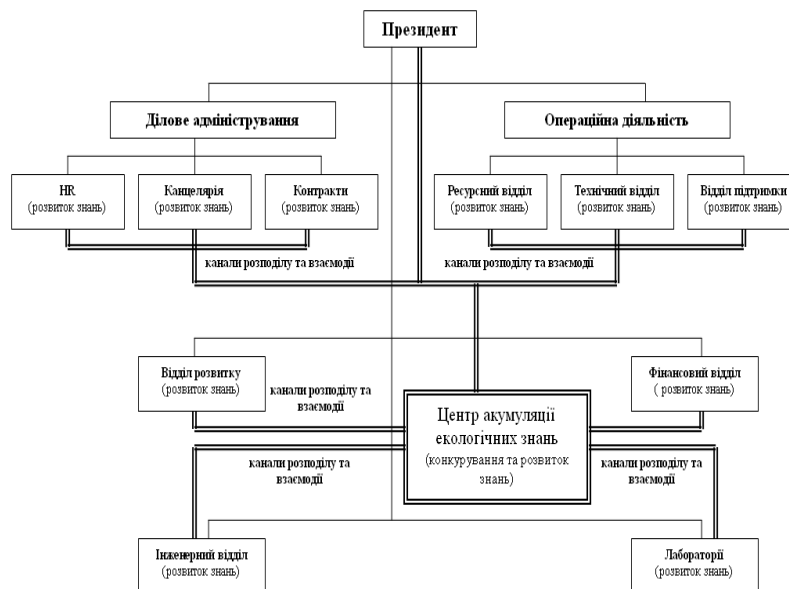 Президент
Ділове адміністрування
Операційна діяльність
HR
(розвиток знань)
Канцелярія
(розвиток знань)
Контракти
(розвиток знань)
Ресурсний відділ
(розвиток знань)
Технічний відділ
(розвиток знань)
Відділ підтримки
(розвиток знань)
канали розподілу та взаємодії
канали розподілу та взаємодії
Відділ розвитку
(розвиток знань)
Фінансовий відділ
( розвиток знань)
канали розподілу та
взаємодії
Центр акумуляції
екологічних знань
(конкурування та розвиток
знань)
канали розподілу та
взаємодії
канали розподілу та
взаємодії
Інженерний відділ
(розвиток знань)
Лабораторії
(розвиток знань)